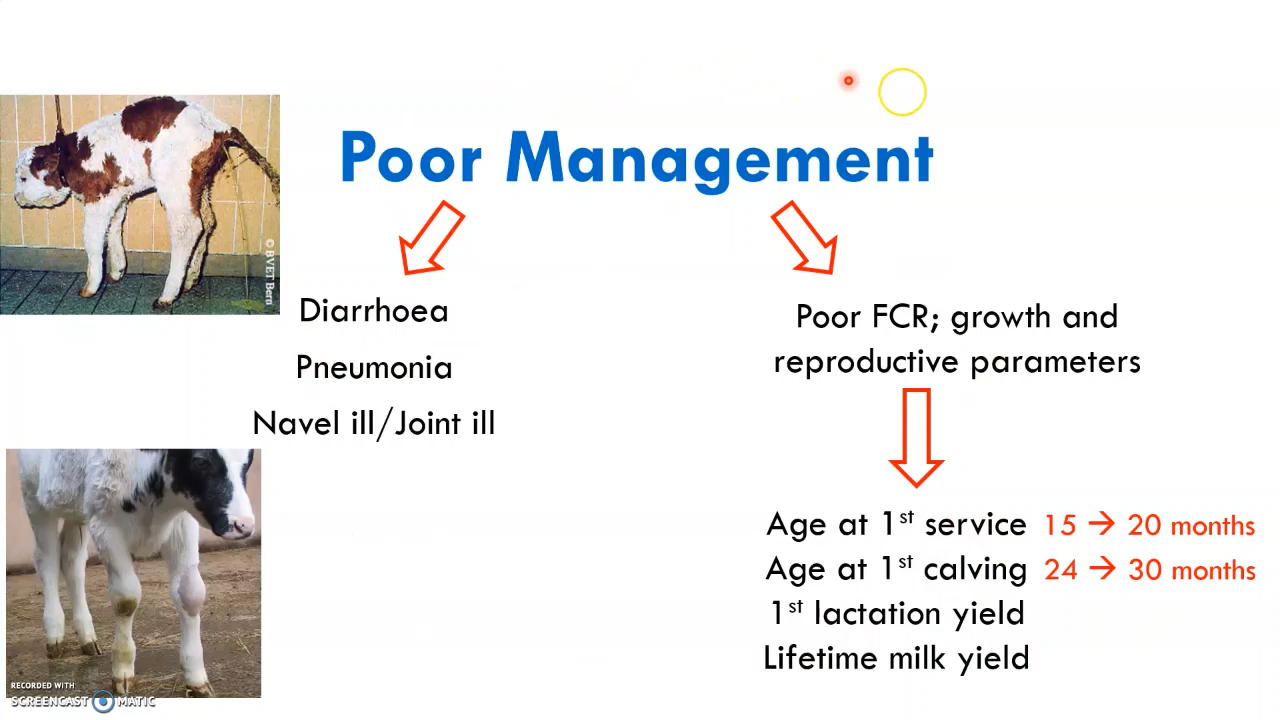 Poor Management
© BVET Bern
Diarrhoea
Pneumonia
Navel ill/Joint ill
Poor FCR; growth and
reproductive parameters
Age at 1st service 15 → 20 months
Age at 1st calving 24 → 30 months
1st lactation yield
Lifetime milk yield
RECORDED WITH
SCREENCAST MATIC